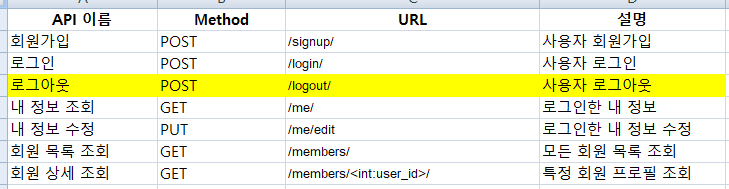 API 이름 Method URL 설명
회원가입 POST /signup/ 사용자 회원가입
로그인 POST /login/ 사용자 로그인
로그아웃 POST /logout/ 사용자 로그아웃
내 정보 조회 GET /me/ 로그인한 내 정보
내 정보 수정 PUT /me/edit 로그인한 내 정보 수정
회원 목록 조회 GET /members/ 모든 회원 목록 조회
회원 상세 조회 GET /members/<int:user_id>/ 특정 회원 프로필 조회